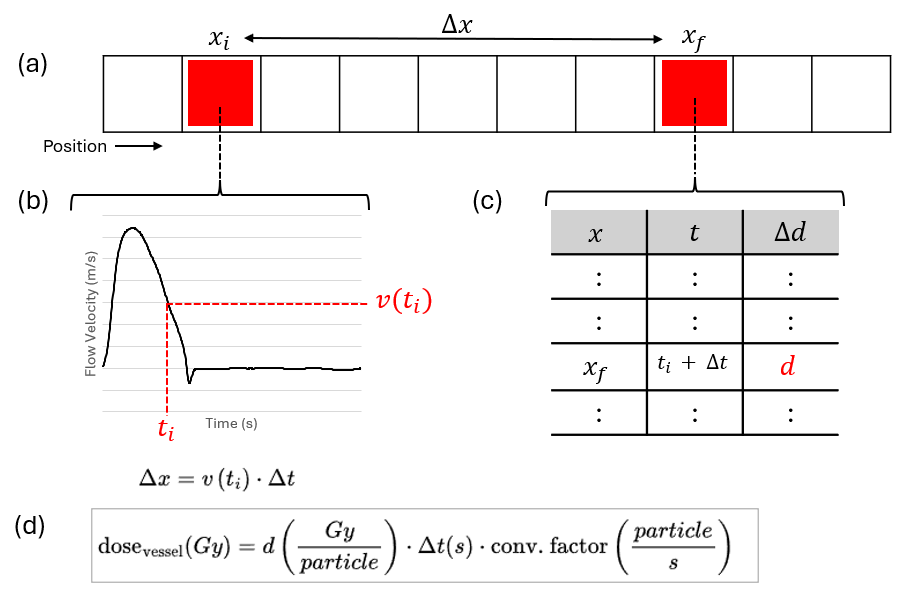 Δx
x_i
x_f
(a)
Position
(b)
Flow Velocity (m/s)
v(t_i)
t_i
Time (s)
(c)
x t Δd
: : :
: : :
x_f t_i + Δt d
: : :
Δx = v (t_i) · Δt
(d)
dose_vessel(Gy) = d (Gy/particle) · Δt(s) · conv. factor (particle/s)